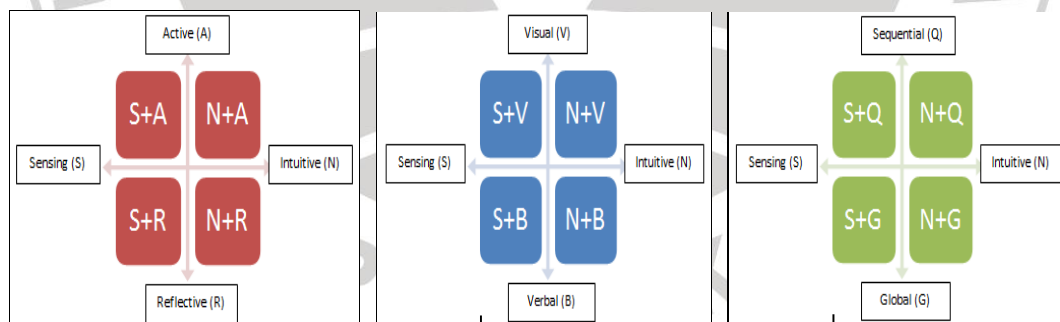 Active (A)
S+A N+A
Sensing (S) Intuitive (N)
S+R N+R
Reflective (R)
Visual (V)
S+V N+V
Sensing (S) Intuitive (N)
S+B N+B
Verbal (B)
Sequential (Q)
S+Q N+Q
Sensing (S) Intuitive (N)
S+G N+G
Global (G)